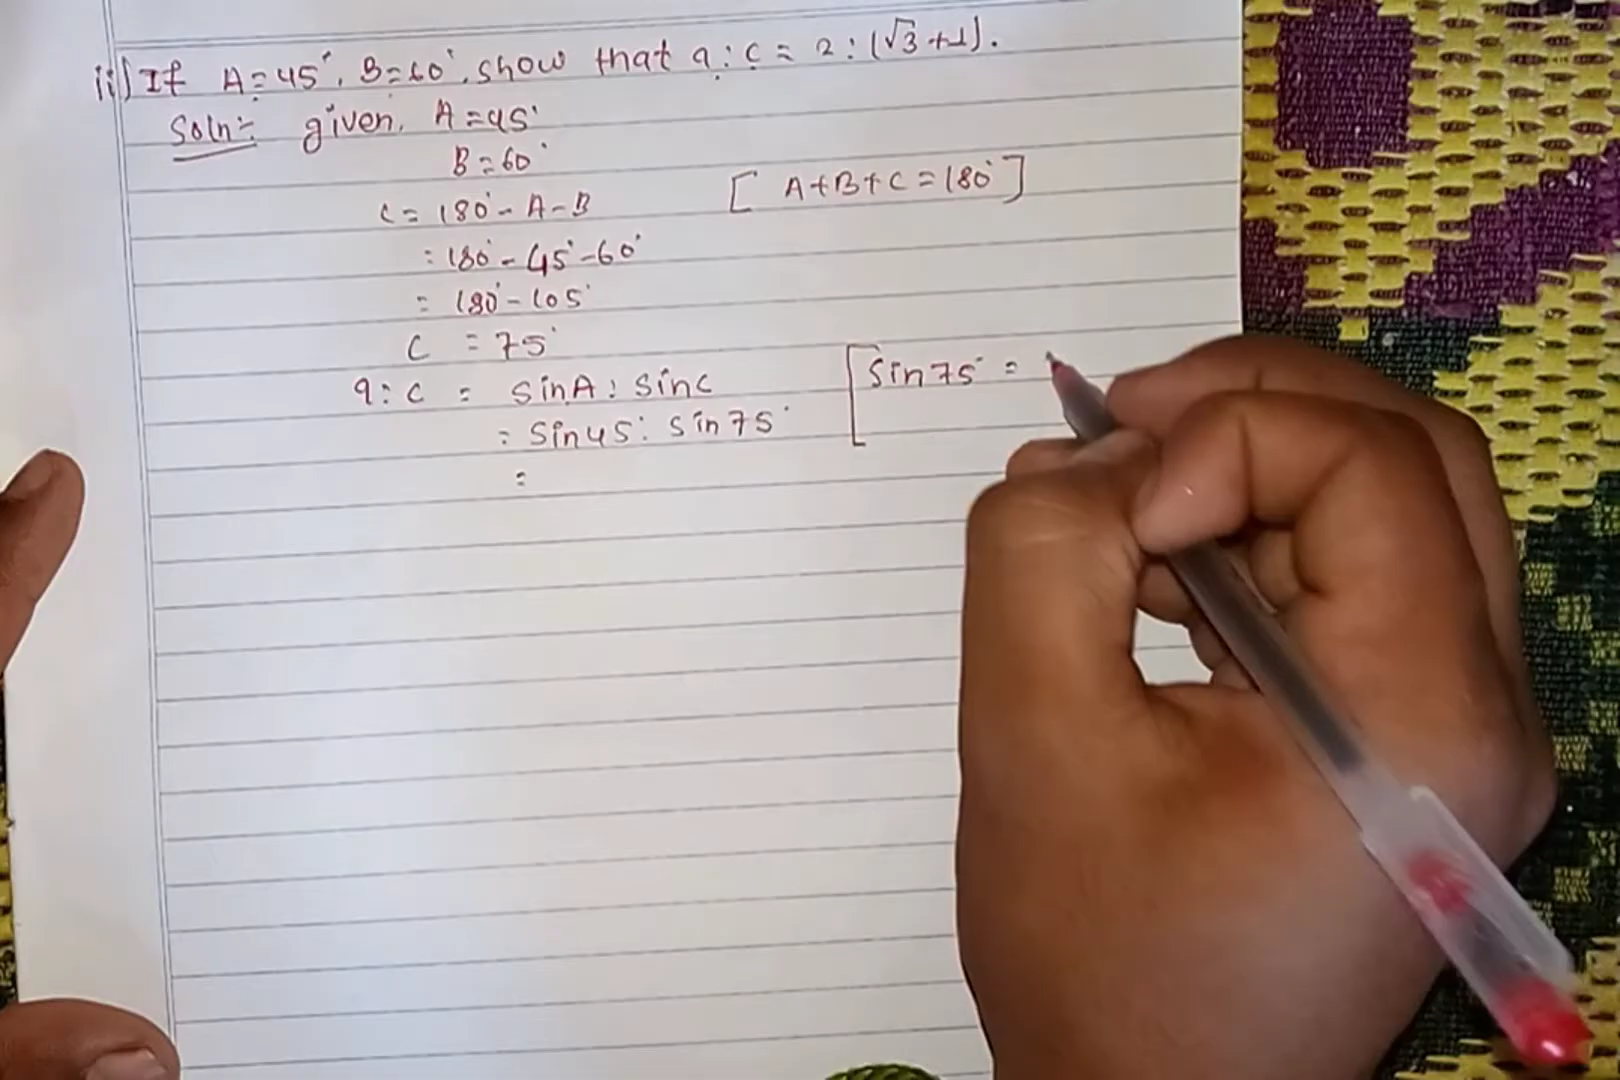 ii) If A=45°, B=60°, show that a:c = 2:(√3+1).
Soln:- given, A=45°
B=60°
C= 180°-A-B [A+B+C=180°]
=180°-45°-60°
= 180°-105°
C = 75°
a:c = sinA : sinC [sin75° =
= sin45: sin75°
=